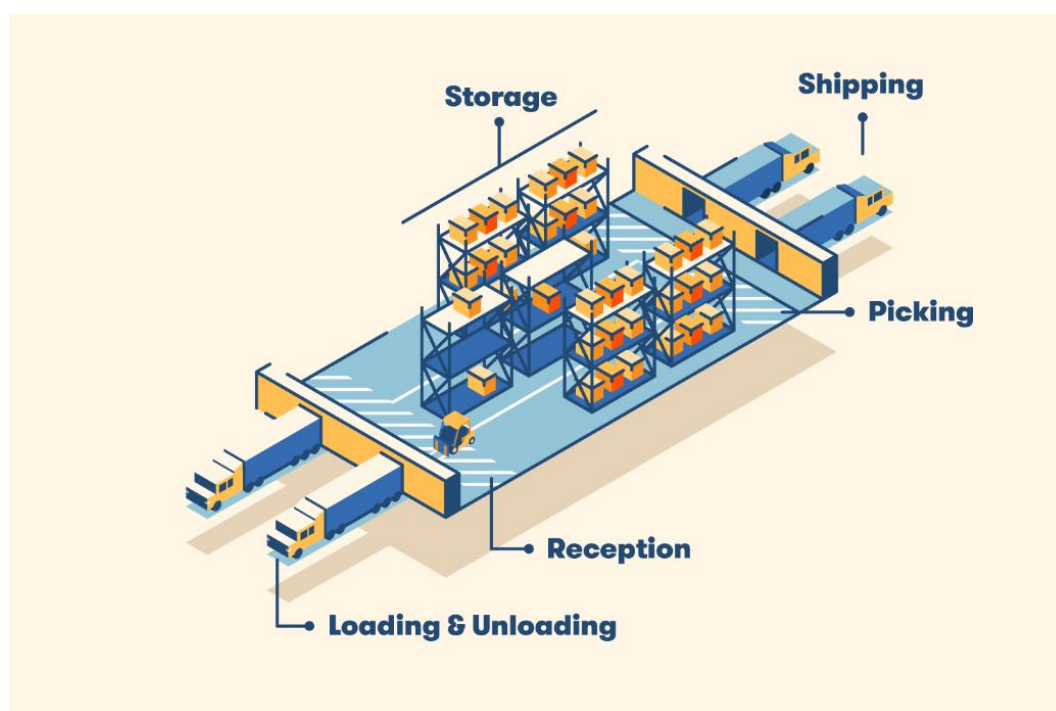 Storage
Shipping
Picking
Reception
Loading & Unloading